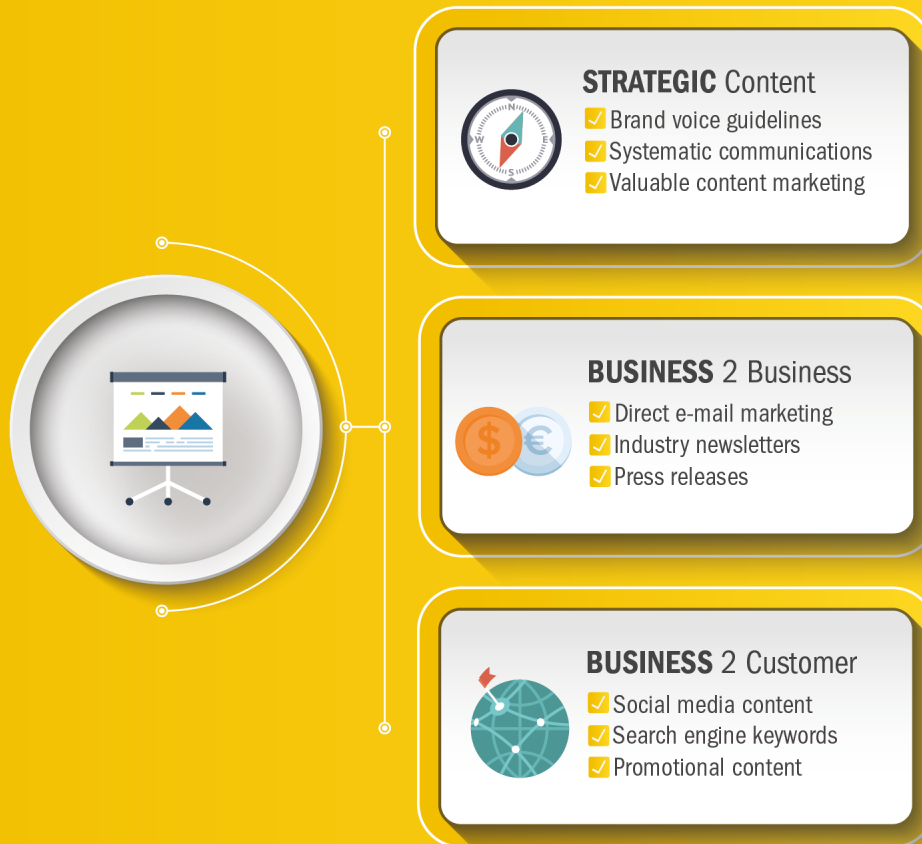 STRATEGIC Content
N
W
E
S
Brand voice guidelines
Systematic communications
Valuable content marketing
BUSINESS 2 Business
$ €
Direct e-mail marketing
Industry newsletters
Press releases
BUSINESS 2 Customer
Social media content
Search engine keywords
Promotional content